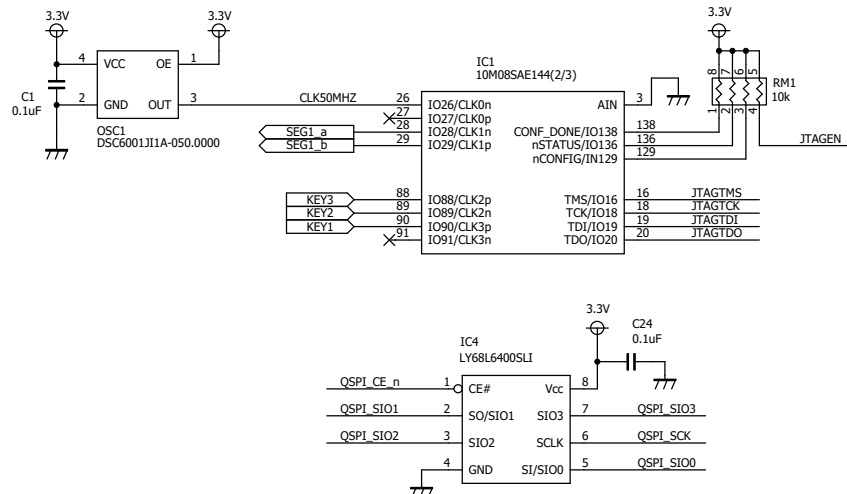 3.3V
3.3V
3.3V
4 VCC OE 1
C1
0.1uF
2 GND OUT 3
OSC1
DSC6001JI1A-050.0000
IC1
10M08SAE144(2/3)
CLK50MHZ 26 IO26/CLK0n
27 IO27/CLK0p
SEG1_a 28 IO28/CLK1n
SEG1_b 29 IO29/CLK1p
KEY3 88 IO88/CLK2p
KEY2 89 IO89/CLK2n
KEY1 90 IO90/CLK3p
91 IO91/CLK3n
AIN 3
CONF_DONE/IO138 138
nSTATUS/IO136 136
nCONFIG/IN129 129
TMS/IO16 16 JTAGTMS
TCK/IO18 18 JTAGTCK
TDI/IO19 19 JTAGTDI
TDO/IO20 20 JTAGTDO
8 7 6 5
RM1
10k
1 2 3 4
JTAGEN
3.3V
C24
0.1uF
IC4
LY68L6400SLI
QSPI_CE_n 1 CE# Vcc 8
QSPI_SIO1 2 SO/SIO1 SIO3 7 QSPI_SIO3
QSPI_SIO2 3 SIO2 SCLK 6 QSPI_SCK
4 GND SI/SIO0 5 QSPI_SIO0